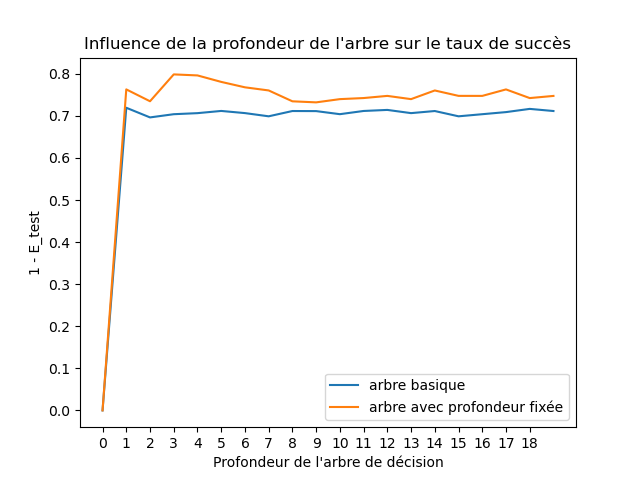 Influence de la profondeur de l'arbre sur le taux de succès
0.8
0.7
0.6
0.5
0.4
0.3
0.2
0.1
0.0
1 - E_test
arbre basique
arbre avec profondeur fixée
0 1 2 3 4 5 6 7 8 9 10 11 12 13 14 15 16 17 18
Profondeur de l'arbre de décision